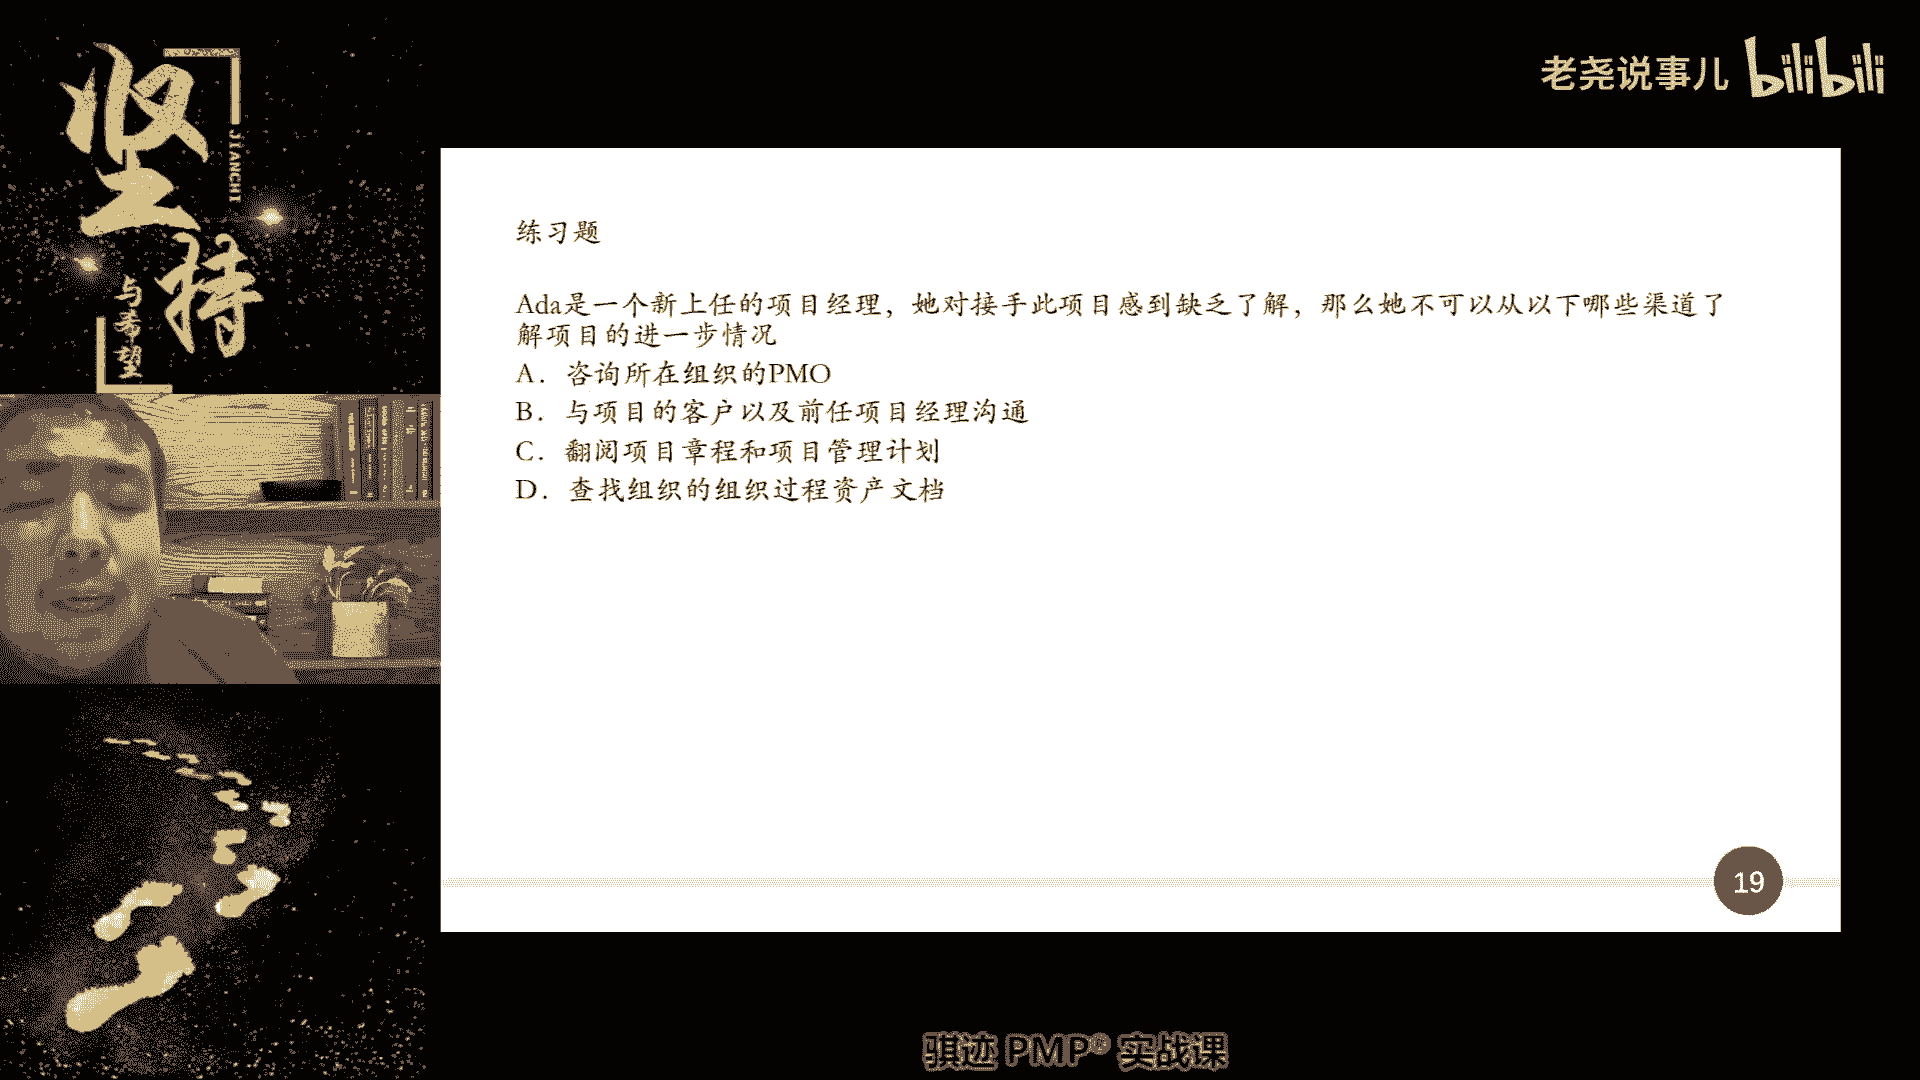 坚持
JIANCHI
与希望
老尧说事儿 bilibili
练习题
Ada是一个新上任的项目经理，她对接手此项目感到缺乏了解，那么她不可以从以下哪些渠道了
解项目的进一步情况
A．咨询所在组织的PMO
B．与项目的客户以及前任项目经理沟通
C．翻阅项目章程和项目管理计划
D．查找组织的组织过程资产文档
19
骐迹 PMP® 实战课